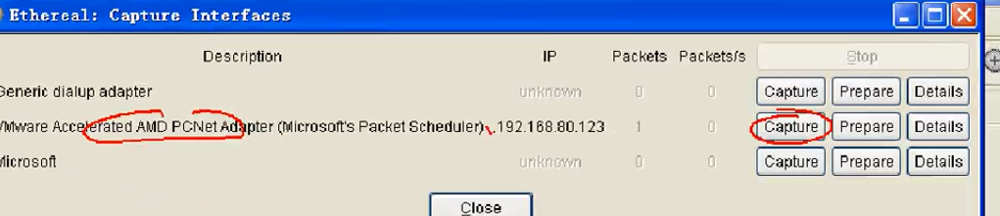 Ethereal: Capture Interfaces
Description IP Packets Packets/s Stop
Generic dialup adapter unknown 0 0 Capture Prepare Details
VMware Accelerated AMD PCNet Adapter (Microsoft's Packet Scheduler) .192.168.80.123 1 0 Capture Prepare Details
Microsoft unknown 0 0 Capture Prepare Details
Close